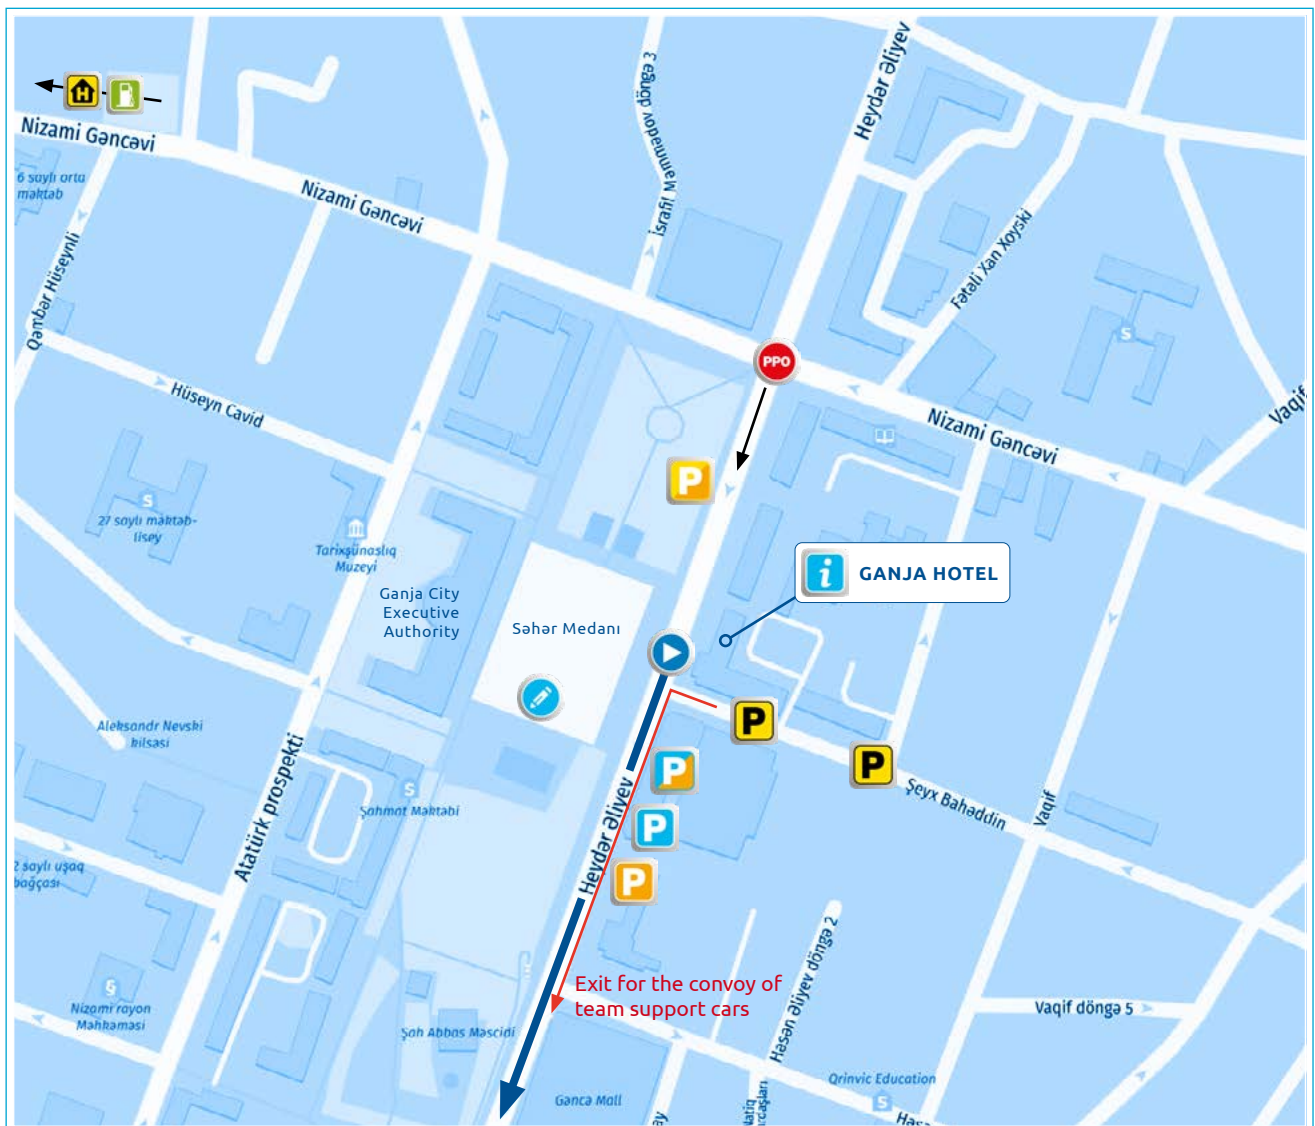 Heydər Əliyev
İsrafil Məmmədov döngə 3
H
Nizami Gəncəvi
6 saylı orta
məktəb
Nizami Gəncəvi
Fətəli Xan Xoyski
Qəmbər Hüseynli
S
PPO
Hüseyn Cavid
Vaqif
Nizami Gəncəvi
P
S
27 saylı məktəb-
lisey
Tarixşünaslıq
Muzeyi
i GANJA HOTEL
Ganja City
Executive
Authority
Səhər Medanı
Aleksandr Nevski
kilsəsi
P
P
P
S
Şahmat Məktəbi
Şeyx Bahəddin
Vaqif
Atatürk prospekti
Heydər Əliyev
P
P
2 saylı uşaq
bağçası
Həsən Əliyev döngə 2
Exit for the convoy of
team support cars
Nizami rayon
Məhkəməsi
Vaqif döngə 5
Şah Abbas Məscidi
Qrinvic Education
S
Gəncə Mall
Natiq